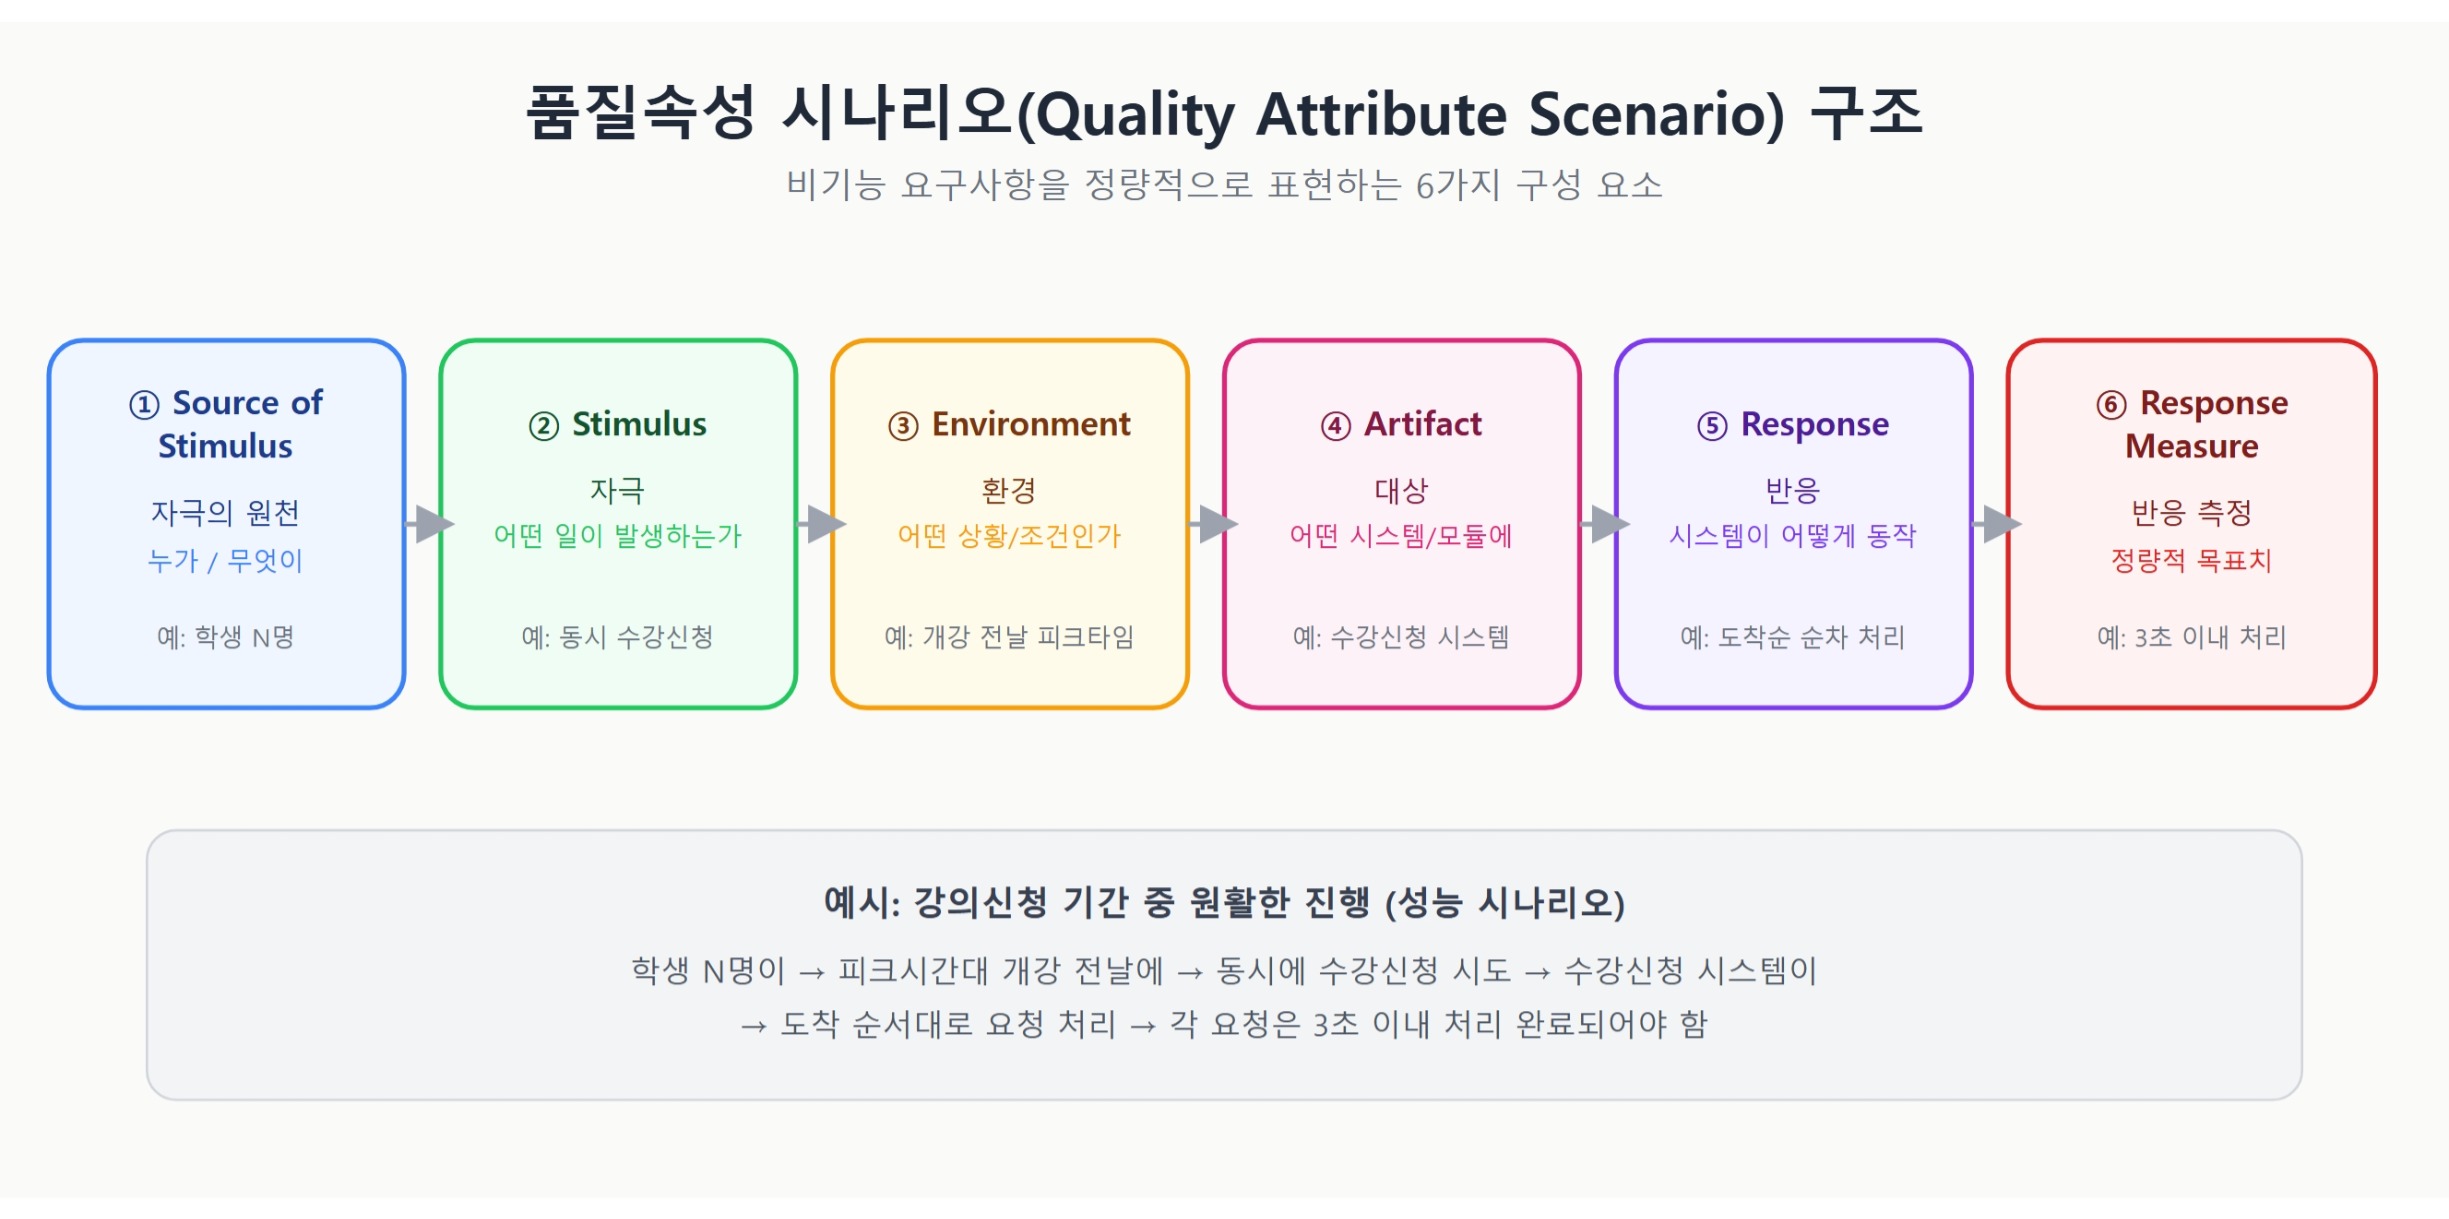 품질속성 시나리오(Quality Attribute Scenario) 구조
비기능 요구사항을 정량적으로 표현하는 6가지 구성 요소
① Source of
Stimulus
자극의 원천
누가 / 무엇이
예: 학생 N명
② Stimulus
자극
어떤 일이 발생하는가
예: 동시 수강신청
③ Environment
환경
어떤 상황/조건인가
예: 개강 전날 피크타임
④ Artifact
대상
어떤 시스템/모듈에
예: 수강신청 시스템
⑤ Response
반응
시스템이 어떻게 동작
예: 도착순 순차 처리
⑥ Response
Measure
반응 측정
정량적 목표치
예: 3초 이내 처리
예시: 강의신청 기간 중 원활한 진행 (성능 시나리오)
학생 N명이 → 피크시간대 개강 전날에 → 동시에 수강신청 시도 → 수강신청 시스템이
→ 도착 순서대로 요청 처리 → 각 요청은 3초 이내 처리 완료되어야 함